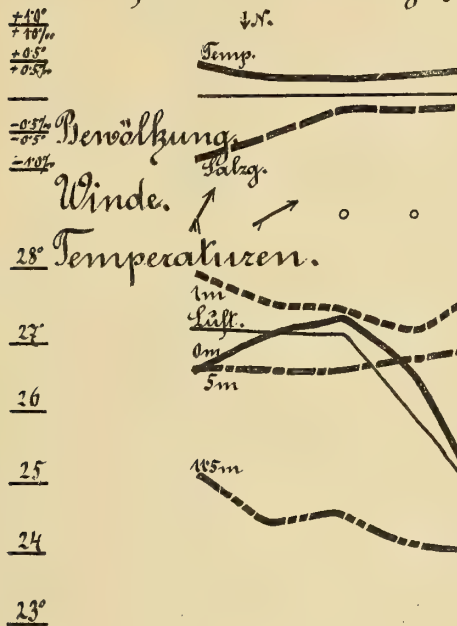 +1.0°
+1.0‰
↓N.
+0.5°
+0.5‰
Temp.
-0.5‰
-0.5°
Bewölkung.
-1.0‰
Salzg.
Winde.
28° Temperaturen.
1m
Luft.
27°
0m
5m
26
25
24
23°